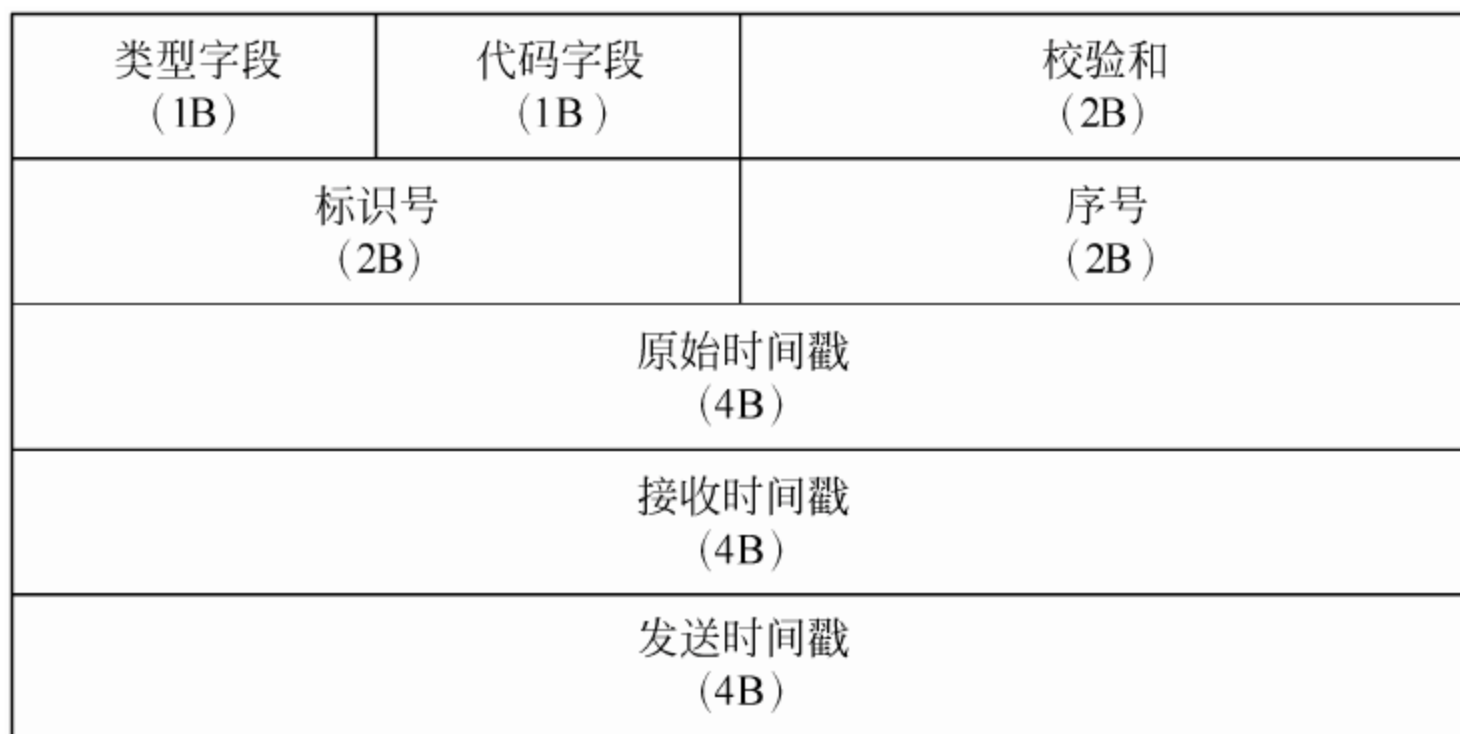 类型字段
（1B）
代码字段
（1B）
校验和
（2B）
标识号
（2B）
序号
（2B）
原始时间戳
（4B）
接收时间戳
（4B）
发送时间戳
（4B）